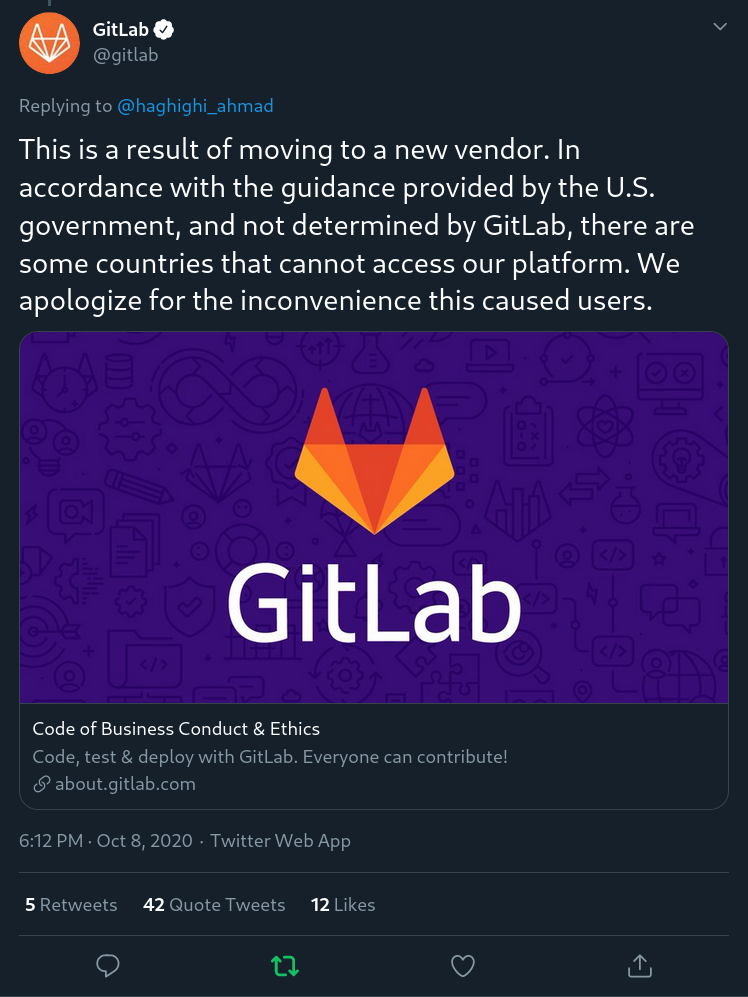 GitLab
@gitlab
Replying to @haghighi_ahmad
This is a result of moving to a new vendor. In
accordance with the guidance provided by the U.S.
government, and not determined by GitLab, there are
some countries that cannot access our platform. We
apologize for the inconvenience this caused users.
GitLab
Code of Business Conduct & Ethics
Code, test & deploy with GitLab. Everyone can contribute!
about.gitlab.com
6:12 PM · Oct 8, 2020 · Twitter Web App
5 Retweets 42 Quote Tweets 12 Likes